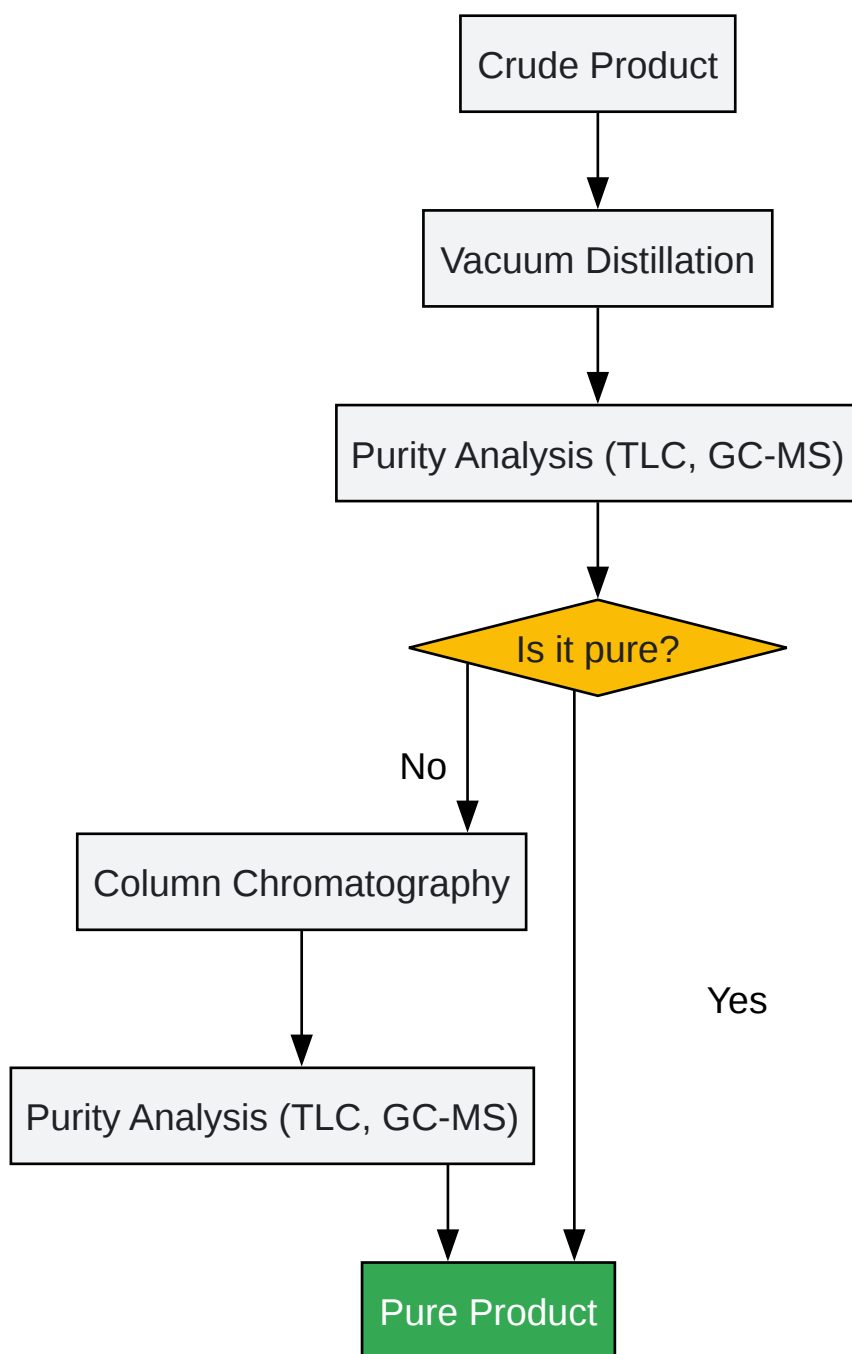 Crude Product
Vacuum Distillation
Purity Analysis (TLC, GC-MS)
Is it pure?
No
Column Chromatography
Yes
Purity Analysis (TLC, GC-MS)
Pure Product